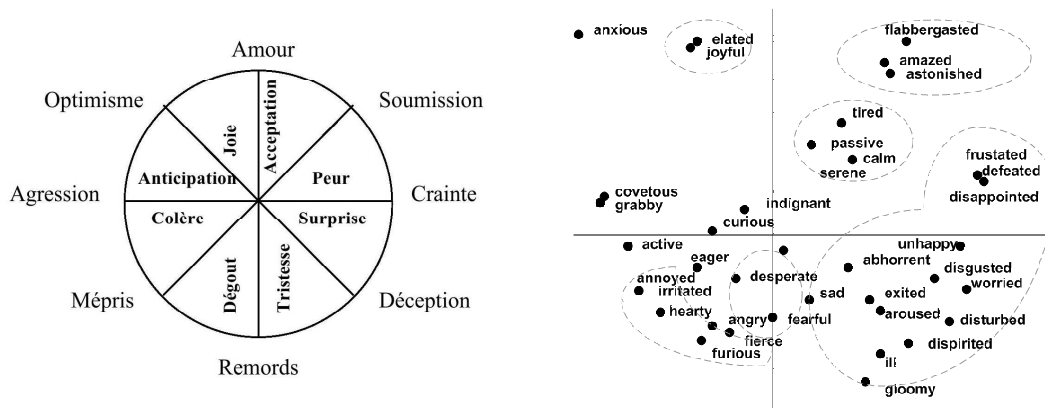 Amour
Optimisme
Soumission
Joie
Acceptation
Anticipation
Peur
Agression
Crainte
Colère
Surprise
Dégout
Tristesse
Mépris
Déception
Remords
anxious
elated
joyful
flabbergasted
amazed
astonished
tired
passive
calm
serene
frustated
defeated
disappointed
covetous
grabby
indignant
curious
active
unhappy
eager
abhorrent
annoyed
desperate
disgusted
irritated
worried
sad
exited
hearty
aroused
angry
fearful
disturbed
fierce
furious
dispirited
ill
gloomy